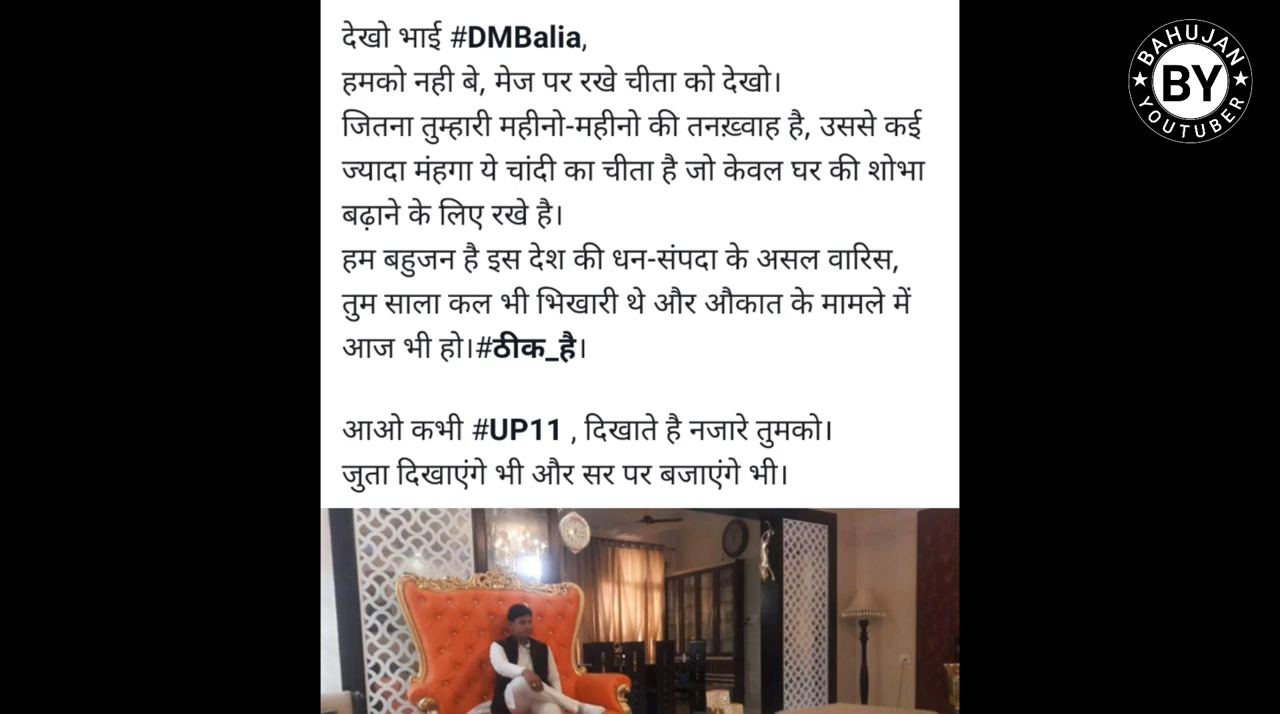 देखो भाई #DMBalia,
हमको नही बे, मेज पर रखे चीता को देखो।
जितना तुम्हारी महीनो-महीनो की तनख़्वाह है, उससे कई
ज्यादा मंहगा ये चांदी का चीता है जो केवल घर की शोभा
बढ़ाने के लिए रखे है।
हम बहुजन है इस देश की धन-संपदा के असल वारिस,
तुम साला कल भी भिखारी थे और औकात के मामले में
आज भी हो।#ठीक_है।
आओ कभी #UP11 , दिखाते है नजारे तुमको।
जुता दिखाएंगे भी और सर पर बजाएंगे भी।
BAHUJAN
BY
YOUTUBER